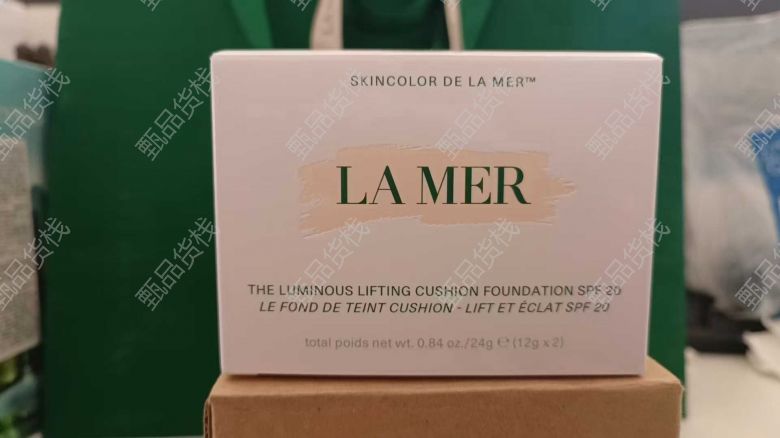 SKINCOLOR DE LA MER™
LA MER
THE LUMINOUS LIFTING CUSHION FOUNDATION SPF 20
LE FOND DE TEINT CUSHION - LIFT ET ÉCLAT SPF 20
total poids net wt. 0.84 oz./24g ℮ (12g x 2)
甄品货栈